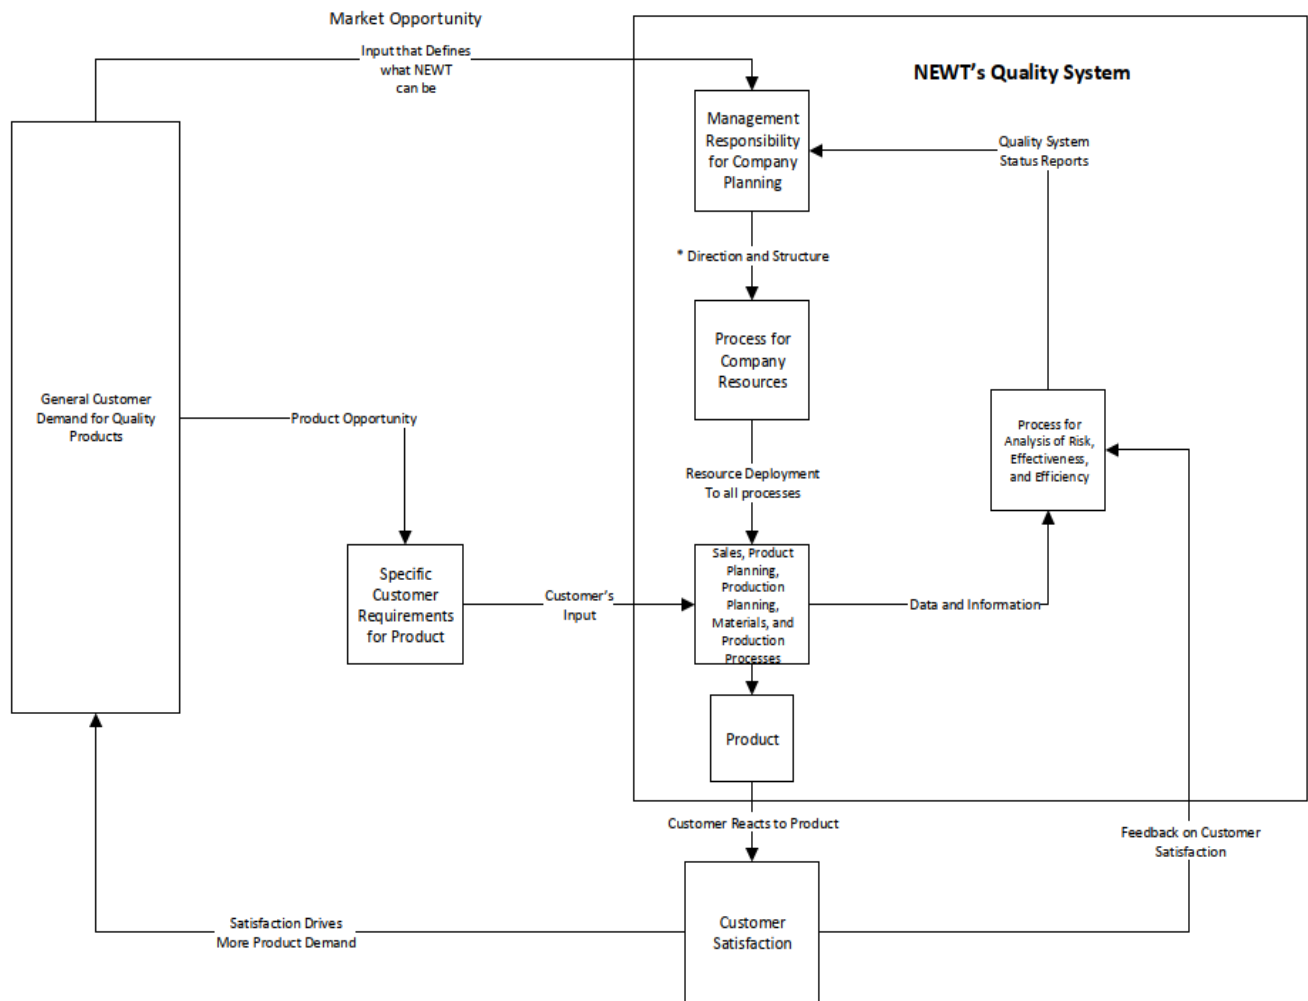 Market Opportunity
Input that Defines
what NEWT
can be
NEWT's Quality System
Management
Responsibility
for Company
Planning
Quality System
Status Reports
* Direction and Structure
Process for
Company
Resources
General Customer
Demand for Quality
Products
Product Opportunity
Process for
Analysis of Risk,
Effectiveness,
and Efficiency
Resource Deployment
To all processes
Specific
Customer
Requirements
for Product
Customer's
Input
Sales, Product
Planning,
Production
Planning,
Materials, and
Production
Processes
Data and Information
Product
Customer Reacts to Product
Feedback on Customer
Satisfaction
Satisfaction Drives
More Product Demand
Customer
Satisfaction